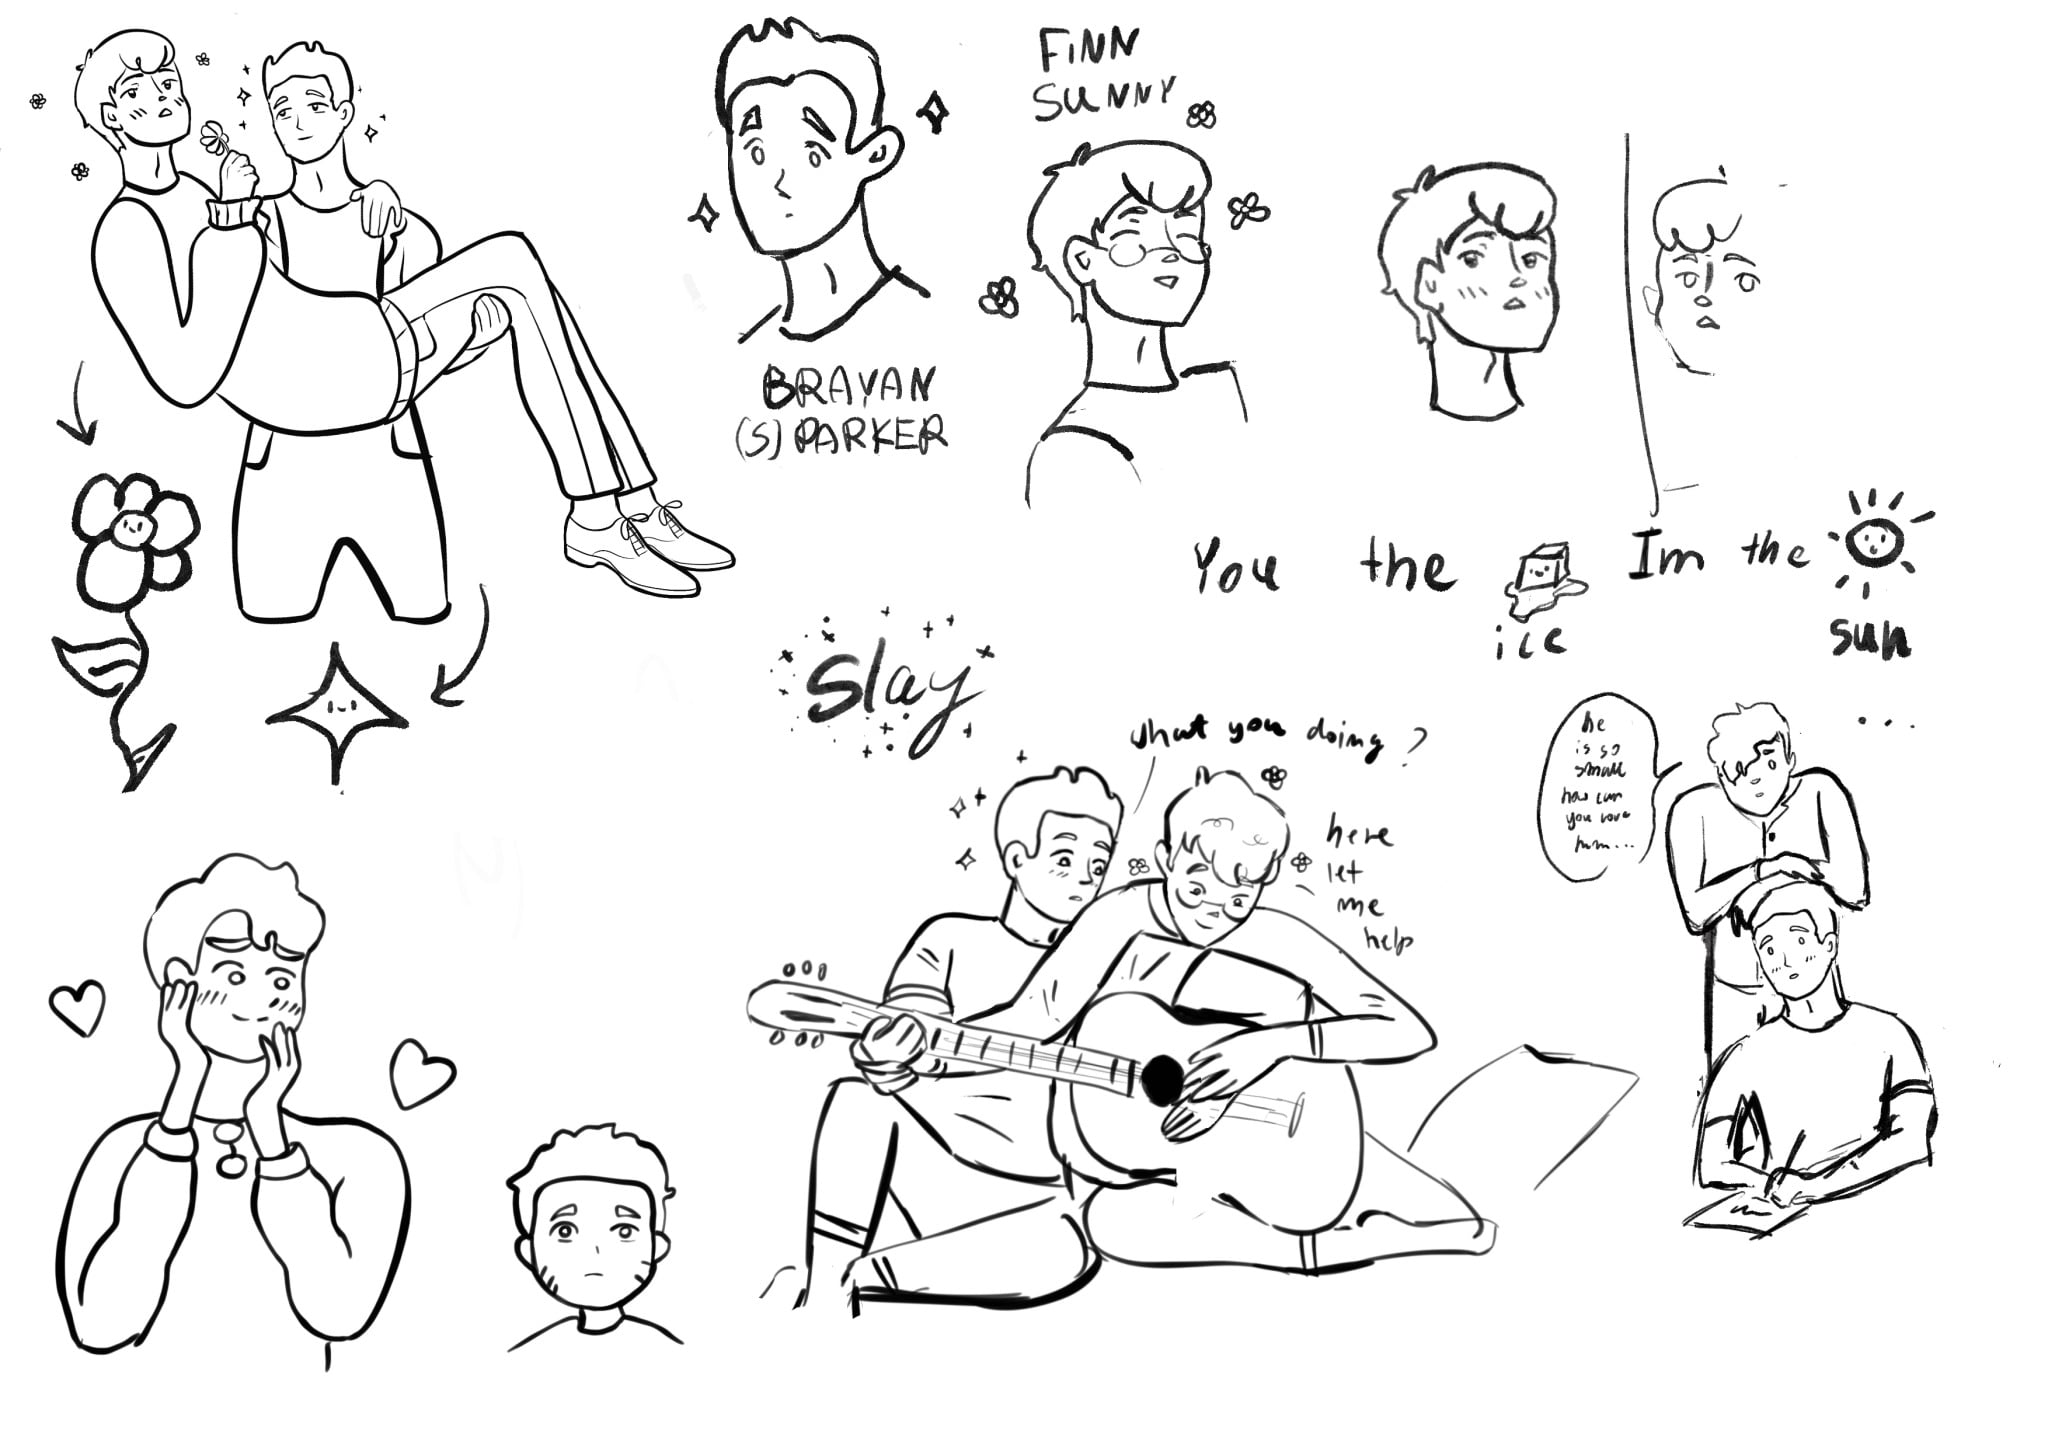 FiNN
SUNNY
BRAYAN
(S) PARKER
You the Im the
ice
sun
Slay
...
what you doing ?
he
is so
small
how can
you love
him...
here
let
me
help